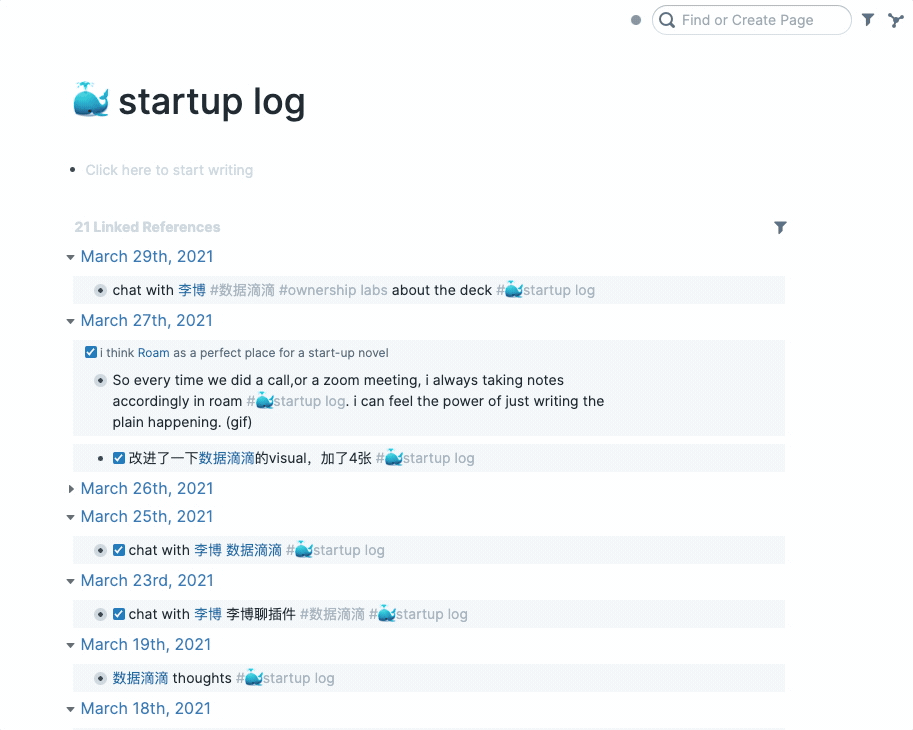 Find or Create Page
🐳 startup log
Click here to start writing
21 Linked References
March 29th, 2021
chat with 李博 #数据滴滴 #ownership labs about the deck #🐳startup log
March 27th, 2021
i think Roam as a perfect place for a start-up novel
So every time we did a call,or a zoom meeting, i always taking notes
accordingly in roam #🐳startup log. i can feel the power of just writing the
plain happening. (gif)
改进了一下数据滴滴的visual，加了4张 #🐳startup log
March 26th, 2021
March 25th, 2021
chat with 李博 数据滴滴 #🐳startup log
March 23rd, 2021
chat with 李博 李博聊插件 #数据滴滴 #🐳startup log
March 19th, 2021
数据滴滴 thoughts #🐳startup log
March 18th, 2021